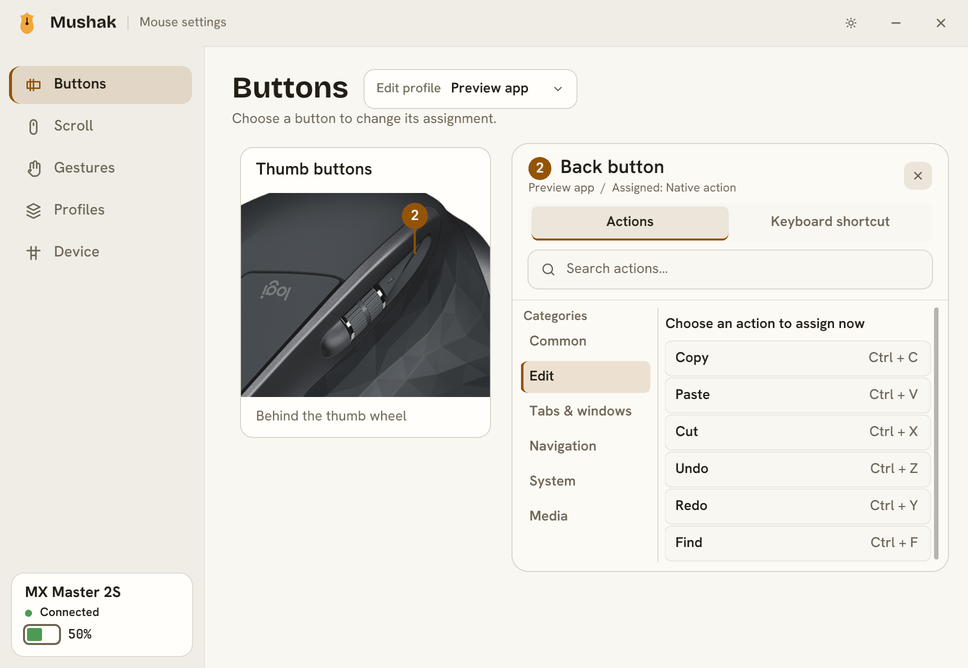 Mushak | Mouse settings
Buttons
Scroll
Gestures
Profiles
Device
MX Master 2S
Connected
50%
Buttons
Edit profile Preview app
Choose a button to change its assignment.
Thumb buttons
2
logi
Behind the thumb wheel
2 Back button
Preview app / Assigned: Native action
Actions
Keyboard shortcut
Search actions...
Categories
Common
Edit
Tabs & windows
Navigation
System
Media
Choose an action to assign now
Copy Ctrl + C
Paste Ctrl + V
Cut Ctrl + X
Undo Ctrl + Z
Redo Ctrl + Y
Find Ctrl + F